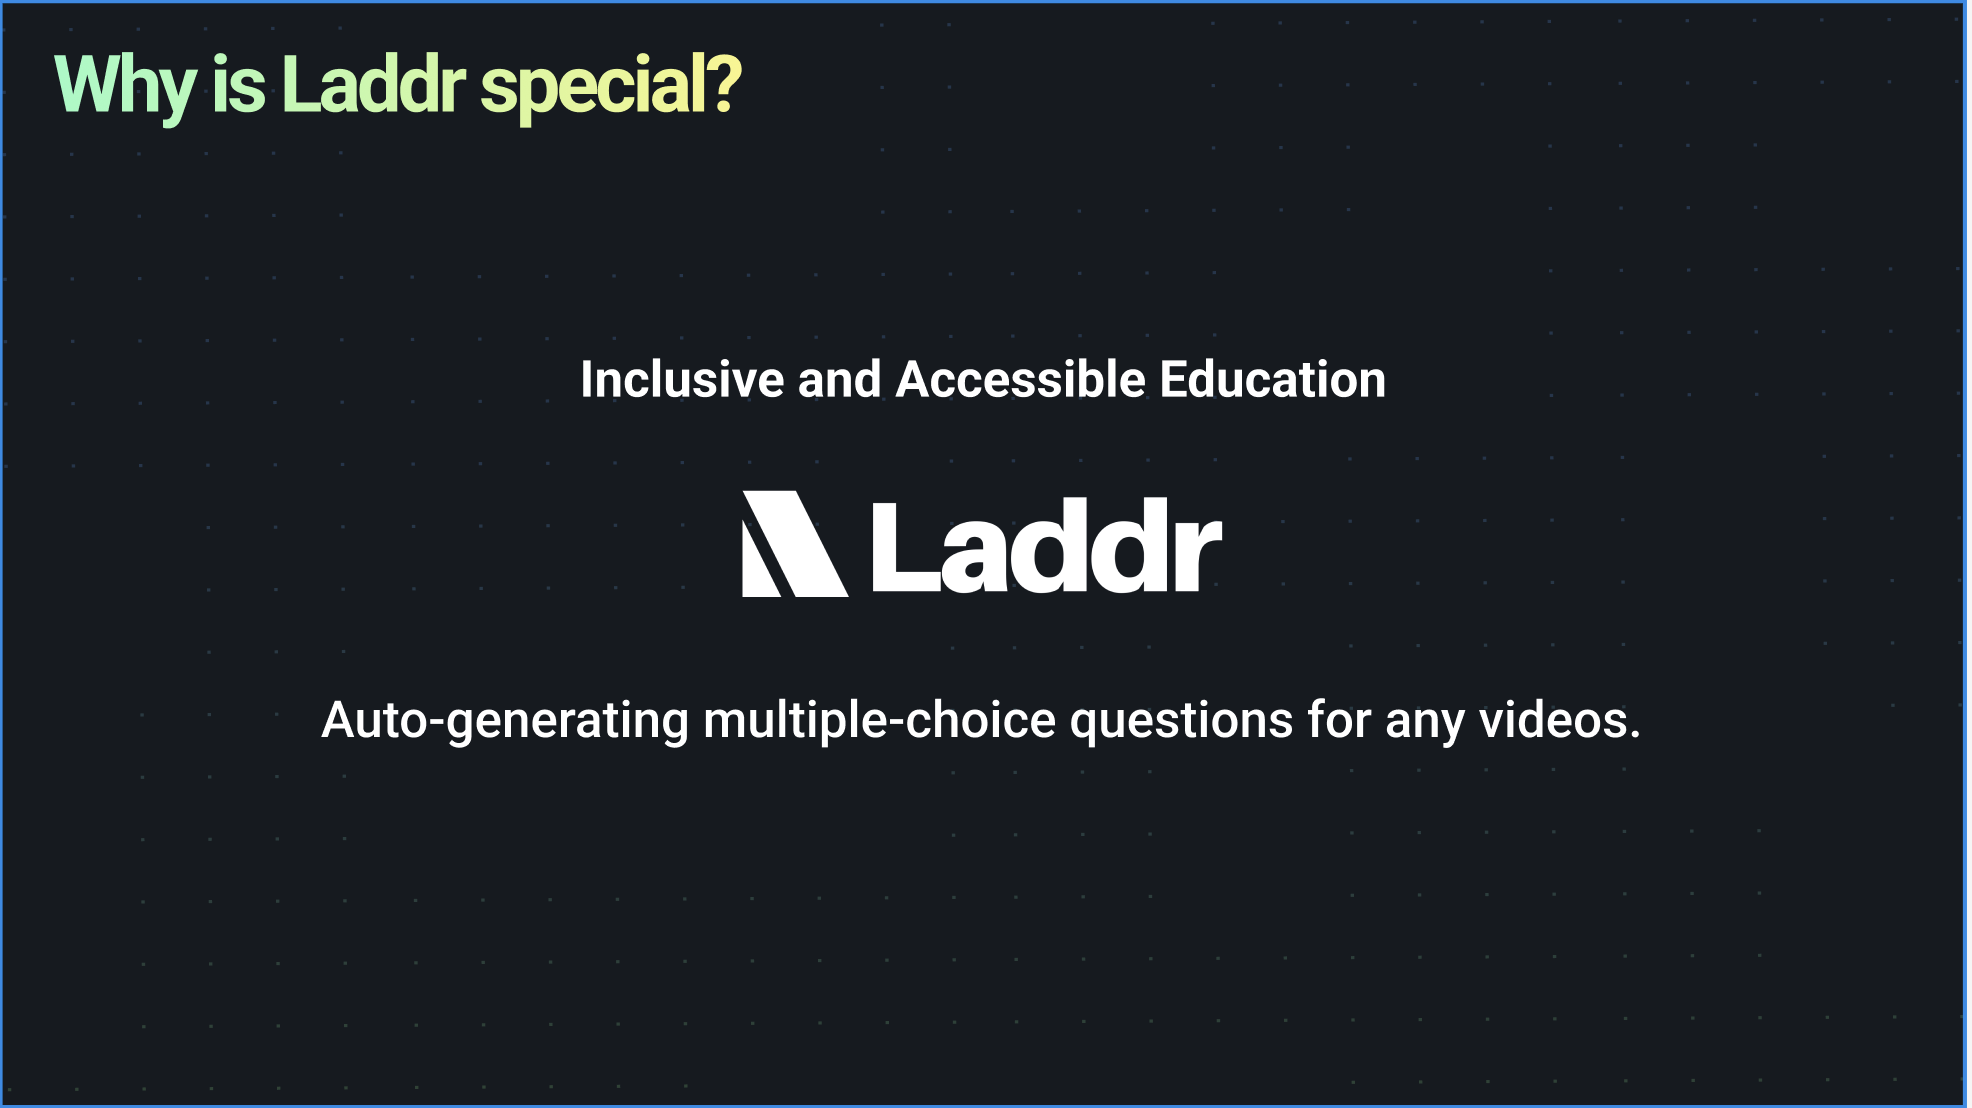 Why is Laddr special?
Inclusive and Accessible Education
Laddr
Auto-generating multiple-choice questions for any videos.